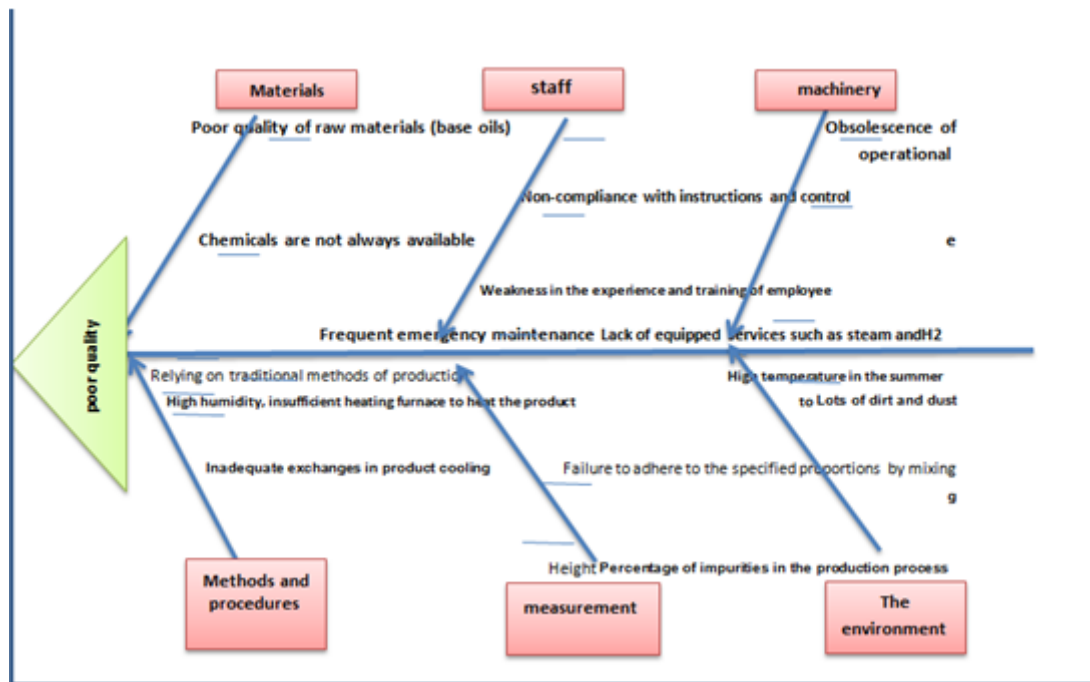 Materials
staff
machinery
Poor quality of raw materials (base oils)
Obsolescence of
operational
Non-compliance with instructions and control
Chemicals are not always available
e
Weakness in the experience and training of employee
Frequent emergency maintenance Lack of equipped services such as steam andH2
poor quality
Relying on traditional methods of production
High temperature in the summer
High humidity, insufficient heating furnace to heat the product
to Lots of dirt and dust
Inadequate exchanges in product cooling
Failure to adhere to the specified proportions by mixing
g
Height Percentage of impurities in the production process
Methods and
procedures
measurement
The
environment